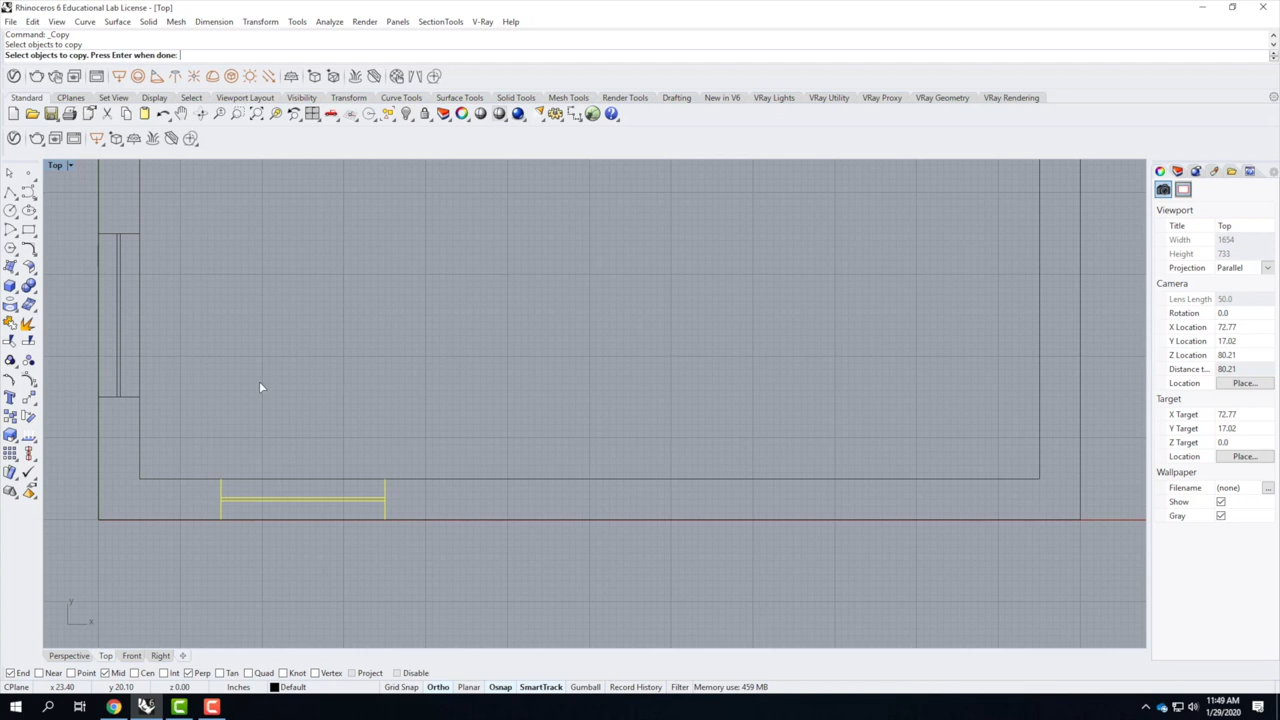 Rhinoceros 6 Educational Lab License - [Top]
File Edit View Curve Surface Solid Mesh Dimension Transform Tools Analyze Render Panels SectionTools V-Ray Help
Command: _Copy
Select objects to copy
Select objects to copy. Press Enter when done:
Standard CPlanes Set View Display Select Viewport Layout Visibility Transform Curve Tools Surface Tools Solid Tools Mesh Tools Render Tools Drafting New in V6 VRay Lights VRay Utility VRay Proxy VRay Geometry VRay Rendering
Top
Viewport
Title Top
Width 1654
Height 733
Projection Parallel
Camera
Lens Length 50.0
Rotation 0.0
X Location 72.77
Y Location 17.02
Z Location 80.21
Distance t... 80.21
Location Place...
Target
X Target 72.77
Y Target 17.02
Z Target 0.0
Location Place...
Wallpaper
Filename (none) ...
Show
Gray
y
x
Perspective Top Front Right
End Near Point Mid Cen Int Perp Tan Quad Knot Vertex Project Disable
CPlane x 23.40 y 20.10 z 0.00 Inches Default Grid Snap Ortho Planar Osnap SmartTrack Gumball Record History Filter Memory use: 459 MB
11:49 AM
1/29/2020